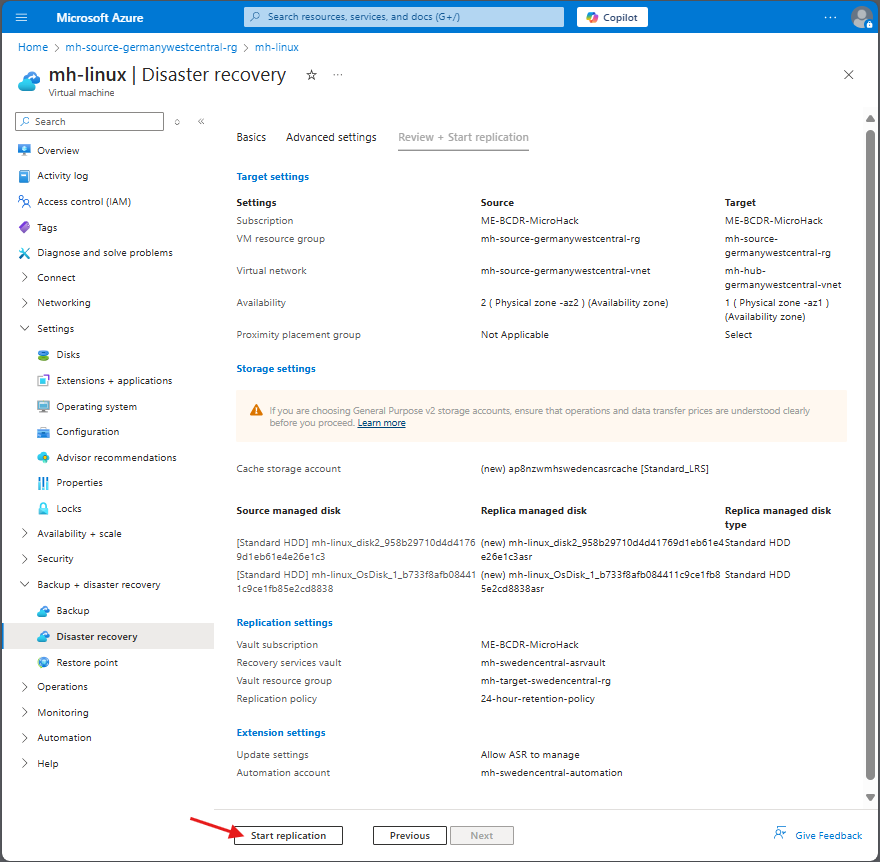 Microsoft Azure
Search resources, services, and docs (G+/)
Copilot
Home > mh-source-germanywestcentral-rg > mh-linux
mh-linux | Disaster recovery
Virtual machine
Search
Overview
Activity log
Access control (IAM)
Tags
Diagnose and solve problems
Connect
Networking
Settings
Disks
Extensions + applications
Operating system
Configuration
Advisor recommendations
Properties
Locks
Availability + scale
Security
Backup + disaster recovery
Backup
Disaster recovery
Restore point
Operations
Monitoring
Automation
Help
Basics Advanced settings Review + Start replication
Target settings
Settings Source Target
Subscription ME-BCDR-MicroHack ME-BCDR-MicroHack
VM resource group mh-source-germanywestcentral-rg mh-source-
germanywestcentral-rg
Virtual network mh-source-germanywestcentral-vnet mh-hub-
germanywestcentral-vnet
Availability 2 ( Physical zone -az2 ) (Availability zone) 1 ( Physical zone -az1 )
(Availability zone)
Proximity placement group Not Applicable Select
Storage settings
If you are choosing General Purpose v2 storage accounts, ensure that operations and data transfer prices are understood clearly
before you proceed. Learn more
Cache storage account (new) ap8nzwmhswedencasrcache [Standard_LRS]
Source managed disk Replica managed disk Replica managed disk
type
[Standard HDD] mh-linux_disk2_958b29710d4d4176 (new) mh-linux_disk2_958b29710d4d41769d1eb61e4 Standard HDD
9d1eb61e4e26e1c3 e26e1c3asr
[Standard HDD] mh-linux_OsDisk_1_b733f8afb08441 (new) mh-linux_OsDisk_1_b733f8afb084411c9ce1fb8 Standard HDD
1c9ce1fb85e2cd8838 5e2cd8838asr
Replication settings
Vault subscription ME-BCDR-MicroHack
Recovery services vault mh-swedencentral-asrvault
Vault resource group mh-target-swedencentral-rg
Replication policy 24-hour-retention-policy
Extension settings
Update settings Allow ASR to manage
Automation account mh-swedencentral-automation
Start replication Previous Next Give Feedback